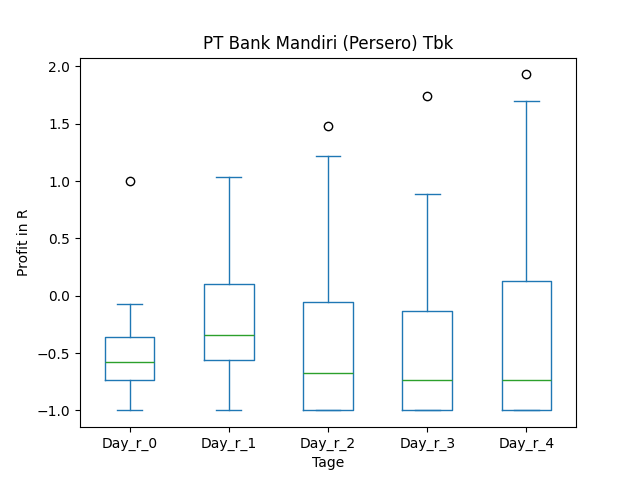 PT Bank Mandiri (Persero) Tbk
Profit in R
2.0
1.5
1.0
0.5
0.0
−0.5
−1.0
Day_r_0 Day_r_1 Day_r_2 Day_r_3 Day_r_4
Tage